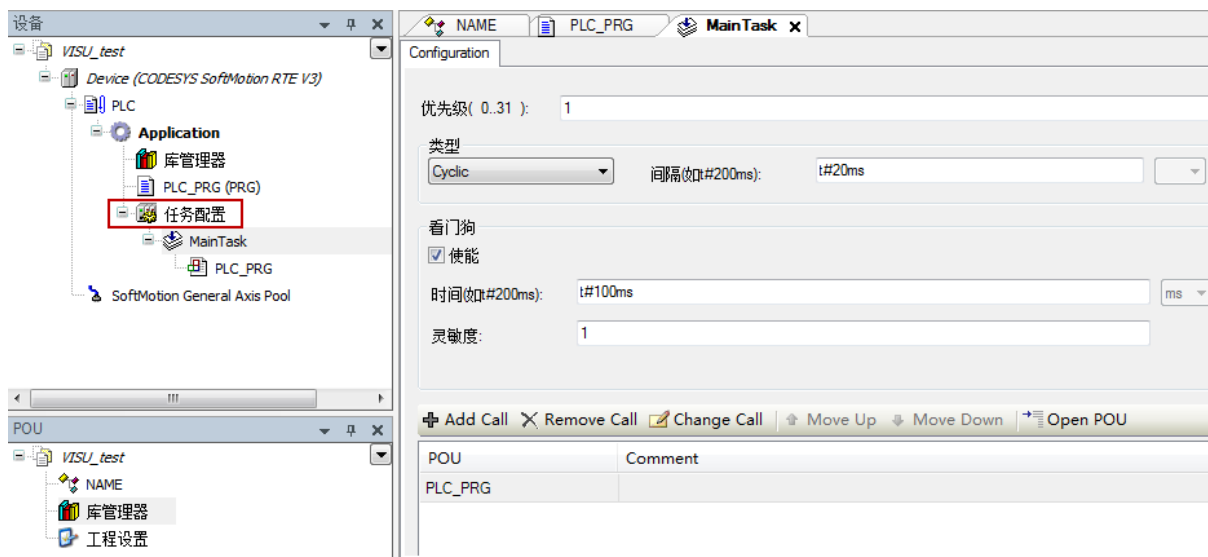 设备
VISU_test
Device (CODESYS SoftMotion RTE V3)
PLC
Application
库管理器
PLC_PRG (PRG)
任务配置
MainTask
PLC_PRG
SoftMotion General Axis Pool
POU
VISU_test
NAME
库管理器
工程设置
NAME PLC_PRG MainTask
Configuration
优先级( 0..31 ): 1
类型
Cyclic 间隔(如t#200ms): t#20ms
看门狗
使能
时间(如t#200ms): t#100ms ms
灵敏度: 1
Add Call Remove Call Change Call Move Up Move Down Open POU
POU Comment
PLC_PRG